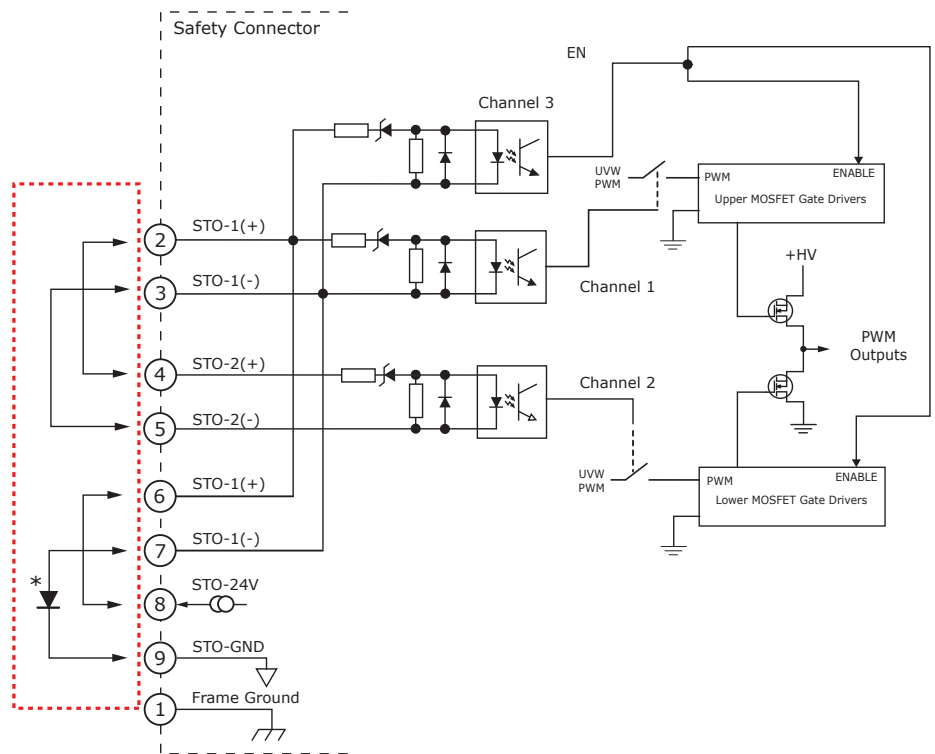 Safety Connector
EN
Channel 3
UVW
PWM
PWM
ENABLE
Upper MOSFET Gate Drivers
2
STO-1(+)
+HV
3
STO-1(-)
Channel 1
PWM
Outputs
4
STO-2(+)
Channel 2
5
STO-2(-)
UVW
PWM
PWM
ENABLE
Lower MOSFET Gate Drivers
6
STO-1(+)
7
STO-1(-)
*
8
STO-24V
9
STO-GND
1
Frame Ground